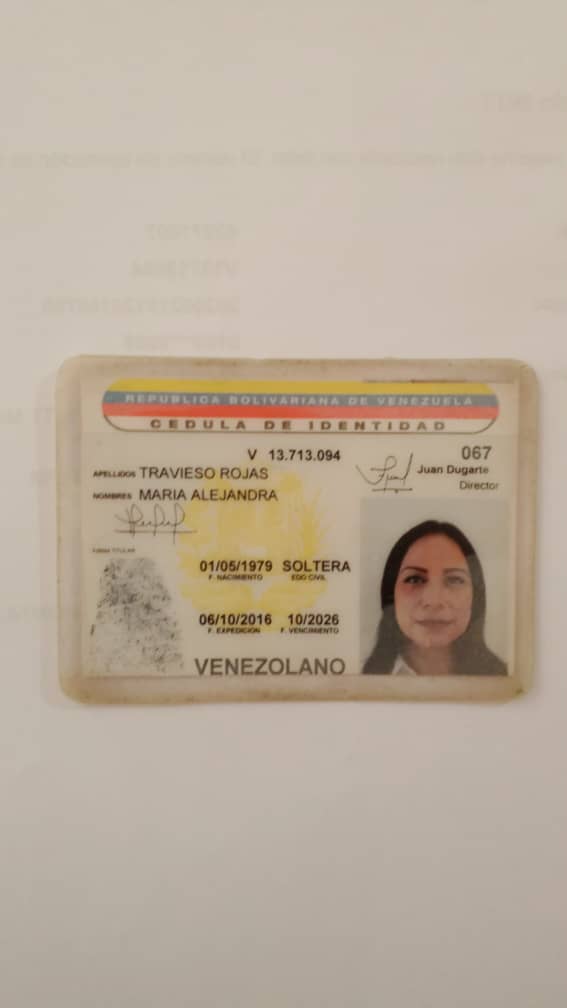 REPUBLICA BOLIVARIANA DE VENEZUELA
CEDULA DE IDENTIDAD
V 13.713.094 067
APELLIDOS TRAVIESO ROJAS Juan Dugarte
NOMBRES MARIA ALEJANDRA Director
FIRMA TITULAR
01/05/1979 SOLTERA
F. NACIMIENTO EDO CIVIL
06/10/2016 10/2026
F. EXPEDICION F. VENCIMIENTO
VENEZOLANO